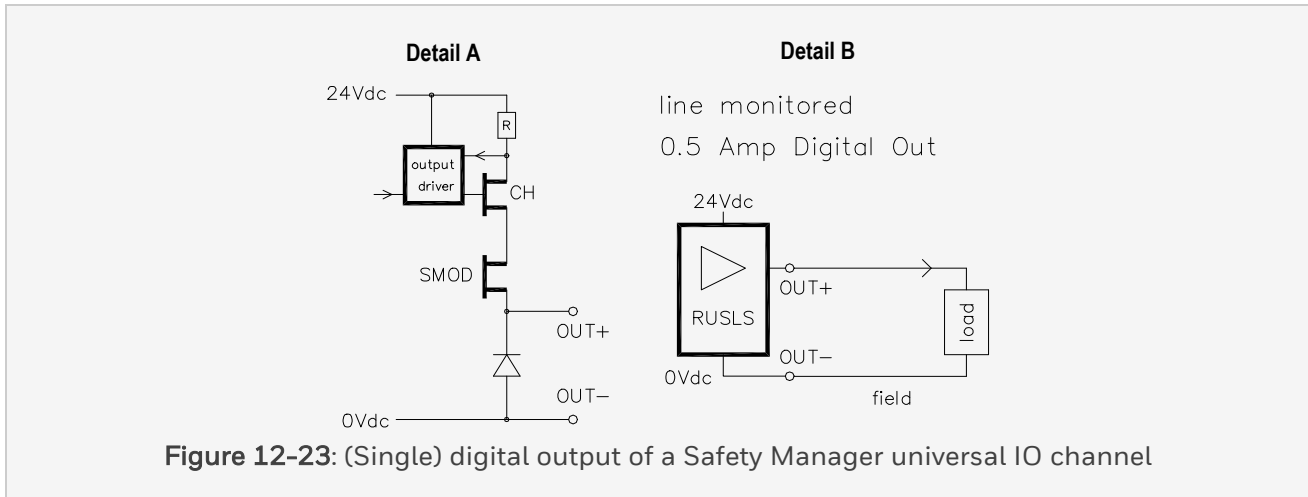 Detail A
24Vdc
R
output
driver
CH
SMOD
OUT+
OUT−
0Vdc
Detail B
line monitored
0.5 Amp Digital Out
24Vdc
OUT+
RUSLS
load
OUT−
0Vdc
field
Figure 12-23: (Single) digital output of a Safety Manager universal IO channel